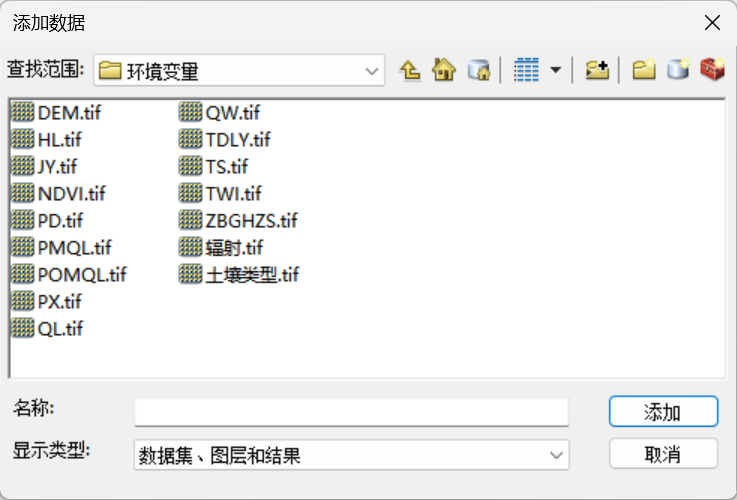 添加数据
查找范围: 环境变量
DEM.tif
HL.tif
JY.tif
NDVI.tif
PD.tif
PMQL.tif
POMQL.tif
PX.tif
QL.tif
QW.tif
TDLY.tif
TS.tif
TWI.tif
ZBGHZS.tif
辐射.tif
土壤类型.tif
名称:
添加
显示类型: 数据集、图层和结果
取消